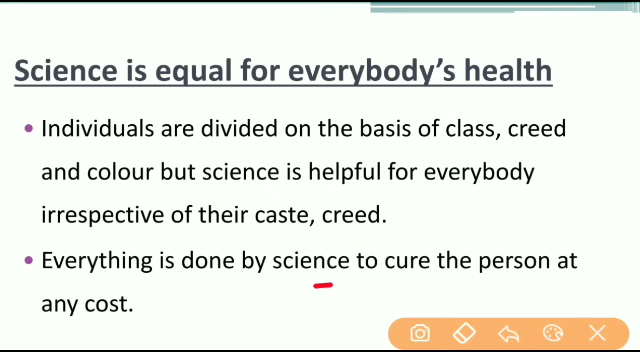 Science is equal for everybody's health
• Individuals are divided on the basis of class, creed
and colour but science is helpful for everybody
irrespective of their caste, creed.
• Everything is done by science to cure the person at
any cost.